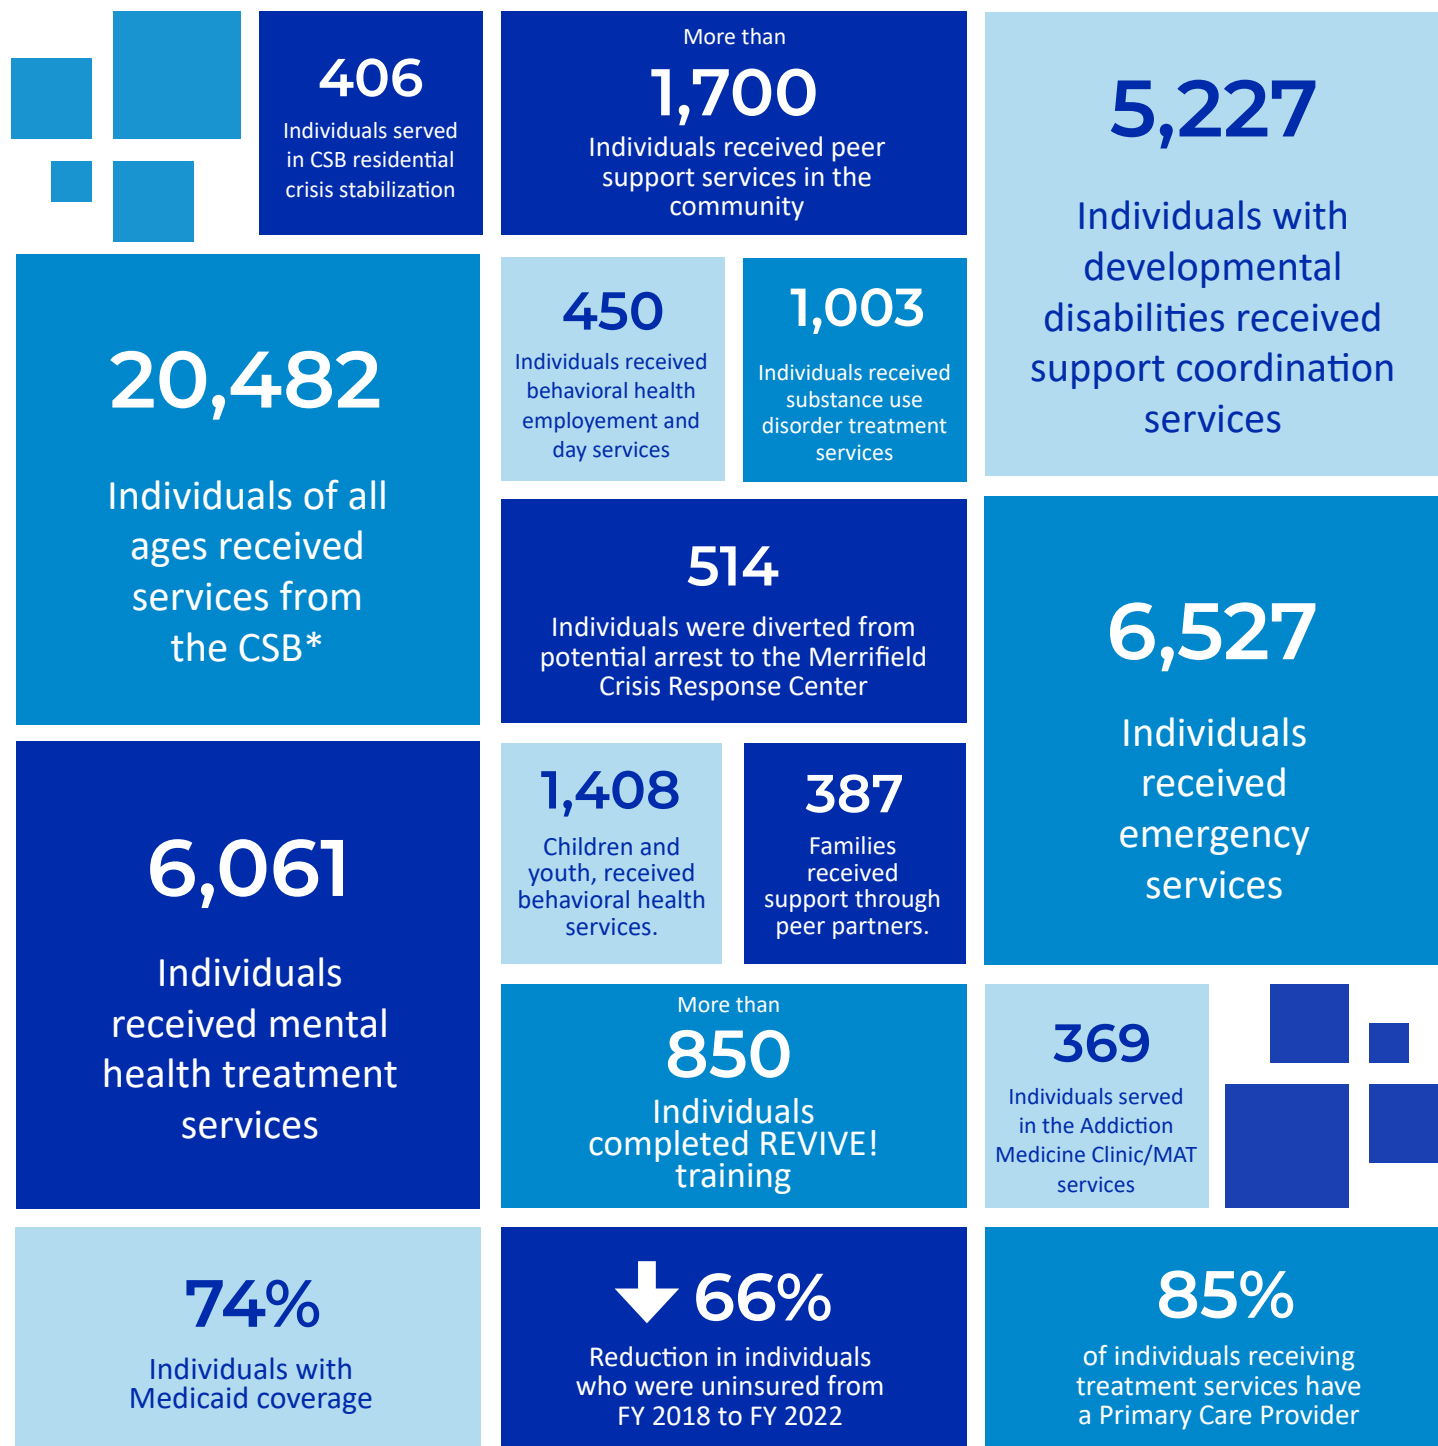 406
Individuals served
in CSB residential
crisis stabilization
More than
1,700
Individuals received peer
support services in the
community
5,227
Individuals with
developmental
disabilities received
support coordination
services
20,482
Individuals of all
ages received
services from
the CSB*
450
Individuals received
behavioral health
employement and
day services
1,003
Individuals received
substance use
disorder treatment
services
514
Individuals were diverted from
potential arrest to the Merrifield
Crisis Response Center
6,527
Individuals
received
emergency
services
6,061
Individuals
received mental
health treatment
services
1,408
Children and
youth, received
behavioral health
services.
387
Families
received
support through
peer partners.
More than
850
Individuals
completed REVIVE!
training
369
Individuals served
in the Addiction
Medicine Clinic/MAT
services
74%
Individuals with
Medicaid coverage
66%
Reduction in individuals
who were uninsured from
FY 2018 to FY 2022
85%
of individuals receiving
treatment services have
a Primary Care Provider